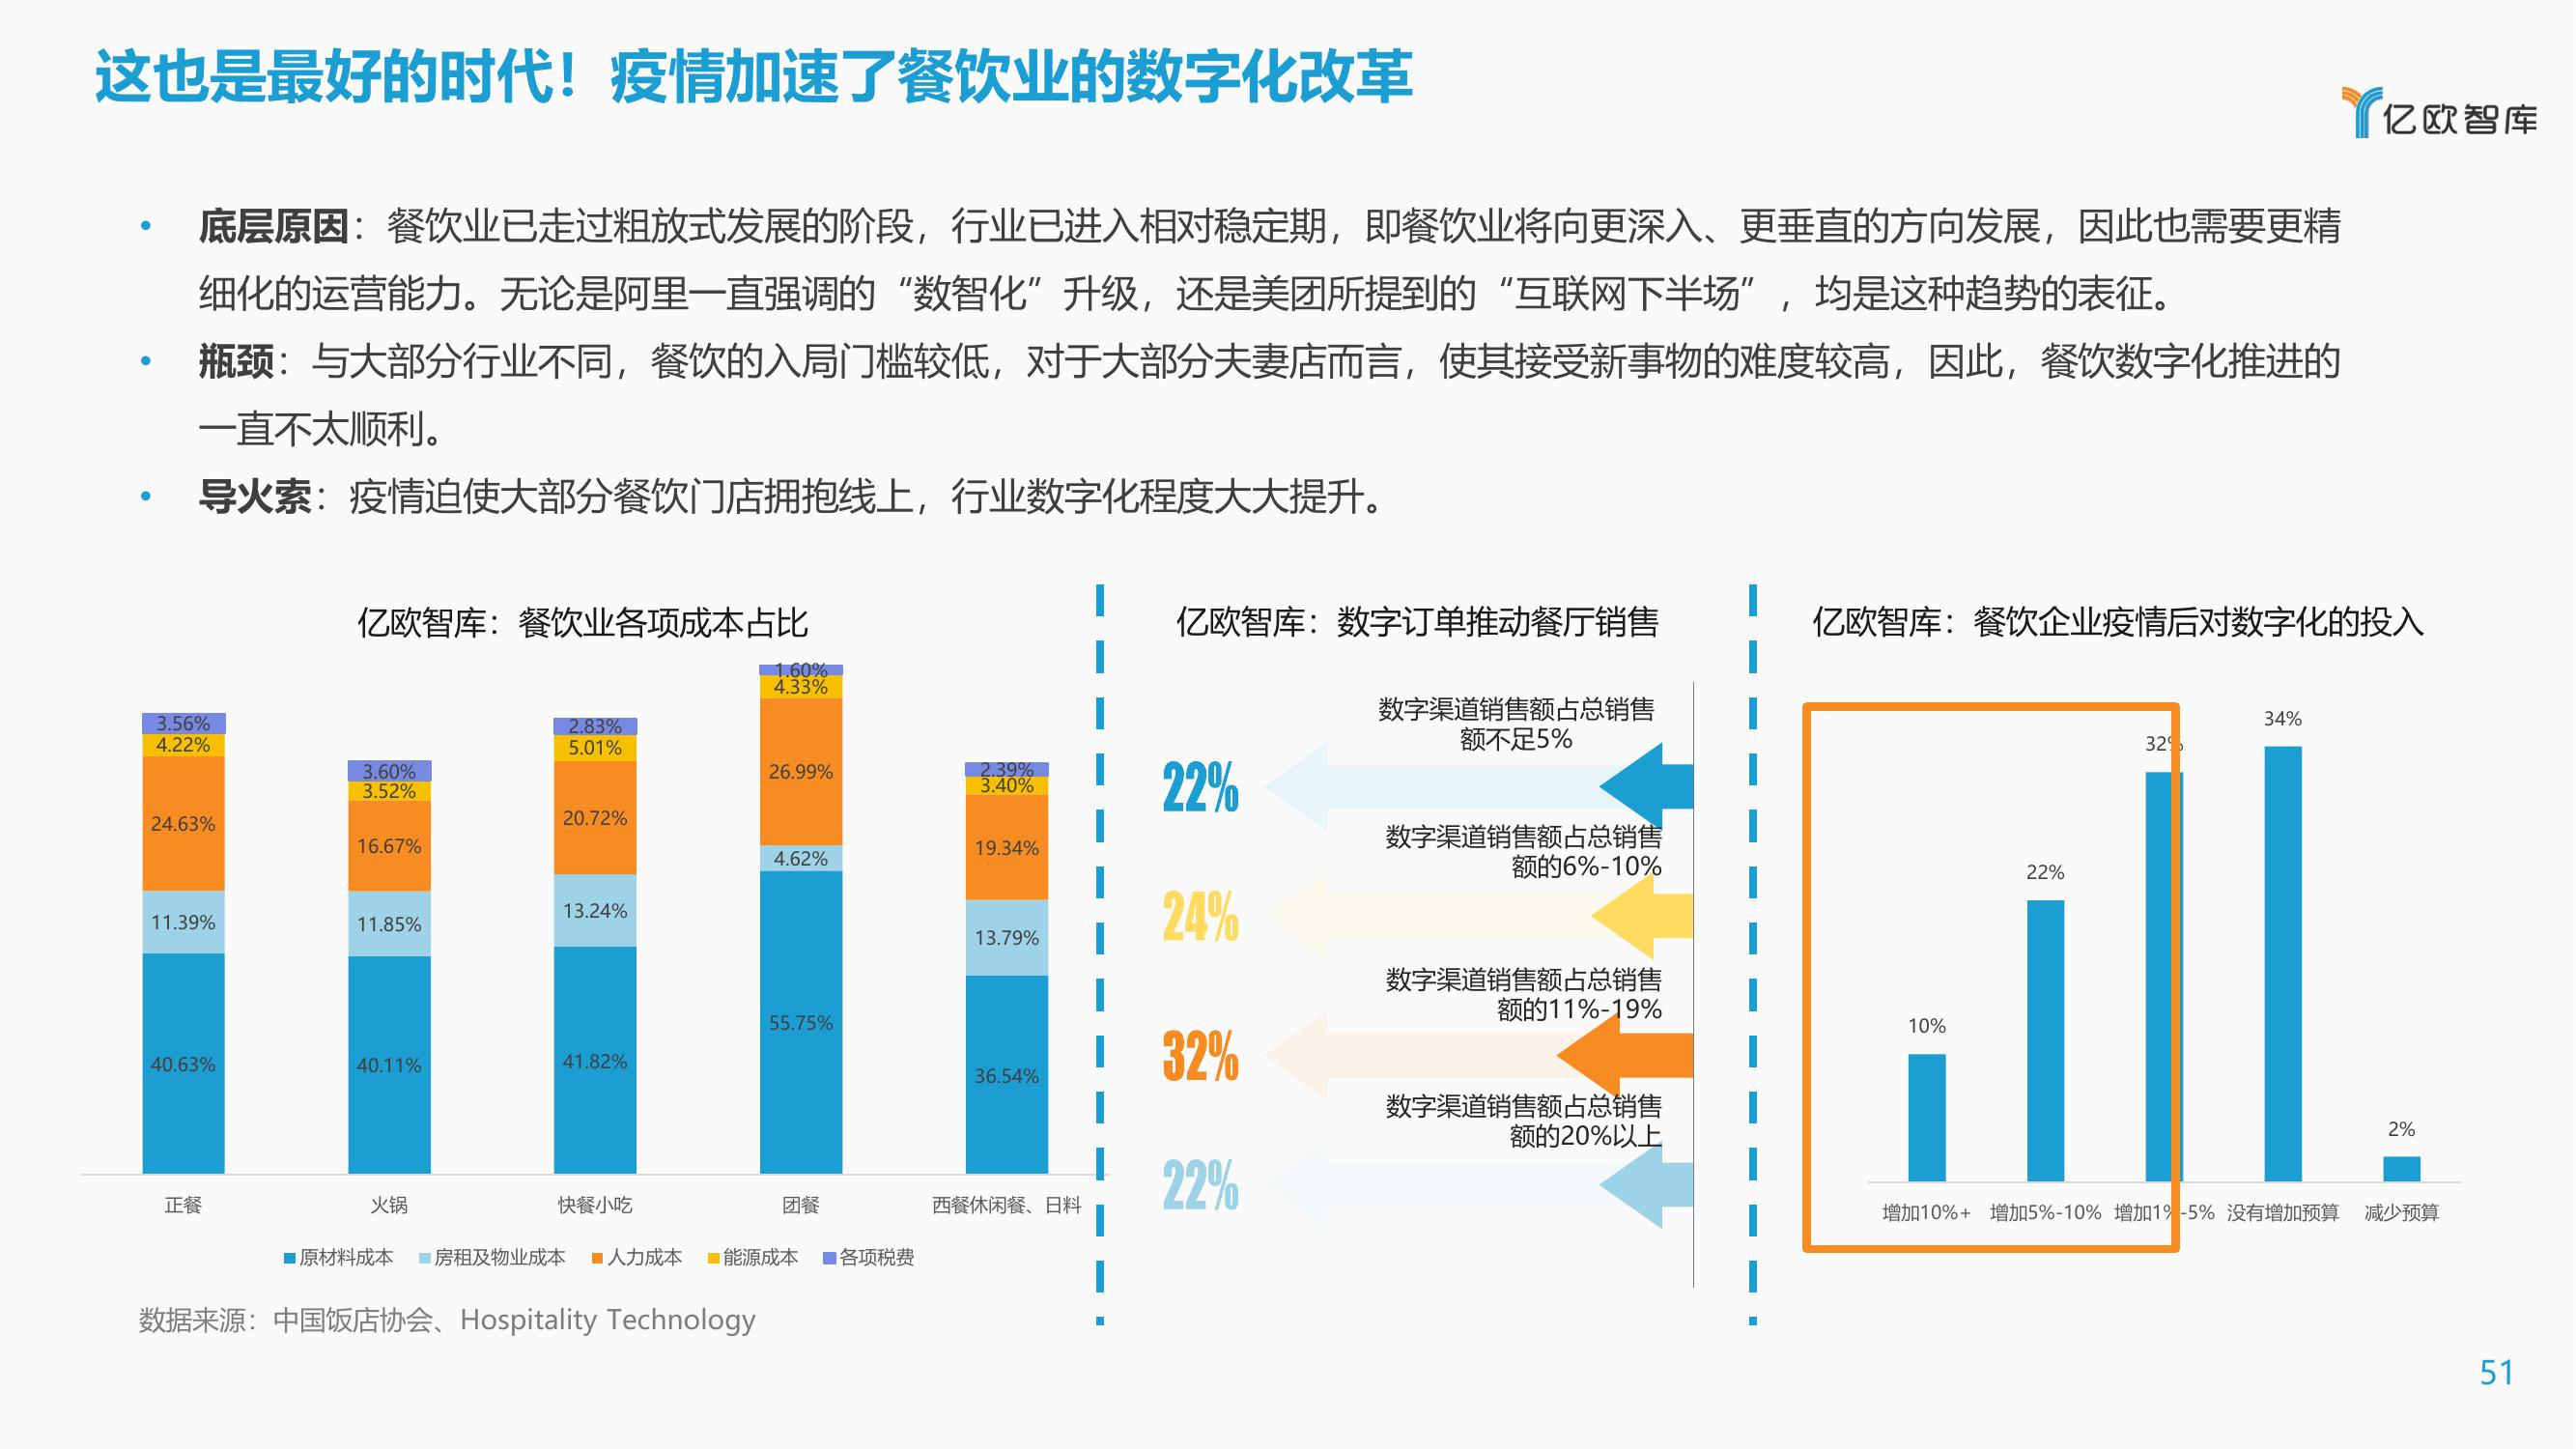 这也是最好的时代！疫情加速了餐饮业的数字化改革
亿欧智库
• 底层原因：餐饮业已走过粗放式发展的阶段，行业已进入相对稳定期，即餐饮业将向更深入、更垂直的方向发展，因此也需要更精
细化的运营能力。无论是阿里一直强调的“数智化”升级，还是美团所提到的“互联网下半场”，均是这种趋势的表征。
• 瓶颈：与大部分行业不同，餐饮的入局门槛较低，对于大部分夫妻店而言，使其接受新事物的难度较高，因此，餐饮数字化推进的
一直不太顺利。
• 导火索：疫情迫使大部分餐饮门店拥抱线上，行业数字化程度大大提升。
亿欧智库：餐饮业各项成本占比
3.56%
4.22%
24.63%
11.39%
40.63%
3.60%
3.52%
16.67%
11.85%
40.11%
2.83%
5.01%
20.72%
13.24%
41.82%
1.60%
4.33%
26.99%
4.62%
55.75%
2.39%
3.40%
19.34%
13.79%
36.54%
正餐
火锅
快餐小吃
团餐
西餐休闲餐、日料
原材料成本
房租及物业成本
人力成本
能源成本
各项税费
亿欧智库：数字订单推动餐厅销售
数字渠道销售额占总销售
额不足5%
22%
数字渠道销售额占总销售
额的6%-10%
24%
数字渠道销售额占总销售
额的11%-19%
32%
数字渠道销售额占总销售
额的20%以上
22%
亿欧智库：餐饮企业疫情后对数字化的投入
10%
22%
32%
34%
2%
增加10%+
增加5%-10%
增加1%-5%
没有增加预算
减少预算
数据来源：中国饭店协会、Hospitality Technology
51